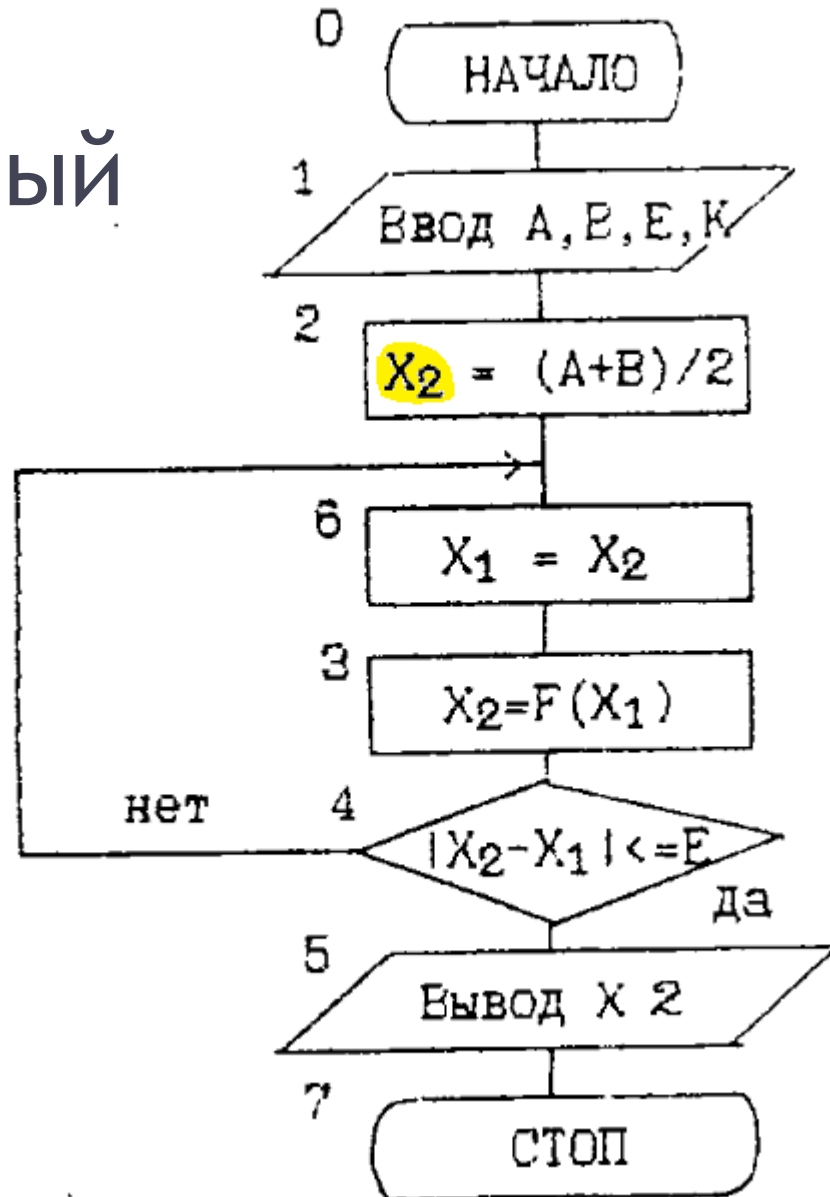 0
НАЧАЛО
ый
1
Ввод А,В,Е,К
2
X2 = (A+B)/2
6
X1 = X2
3
X2=F(X1)
нет
4
|X2-X1|<=E
да
5
Вывод X 2
7
СТОП